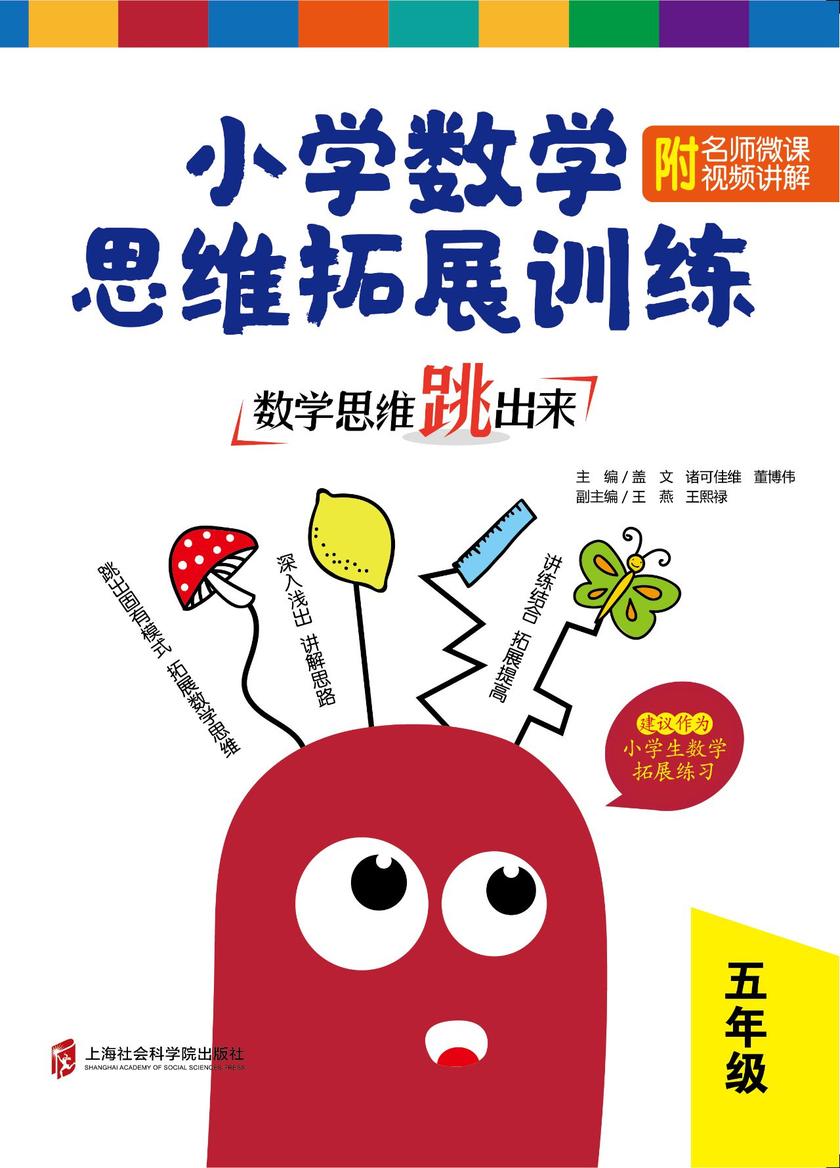 小学数学
附 名师微课
视频讲解
思维拓展训练
数学思维跳出来
主 编/盖 文 诸可佳维 董博伟
副主编/王 燕 王熙禄
跳出固有模式 拓展数学思维
深入浅出 讲解思路
讲练结合 拓展提高
建议作为
小学生数学
拓展练习
五年级
上海社会科学院出版社
SHANGHAI ACADEMY OF SOCIAL SCIENCES PRESS